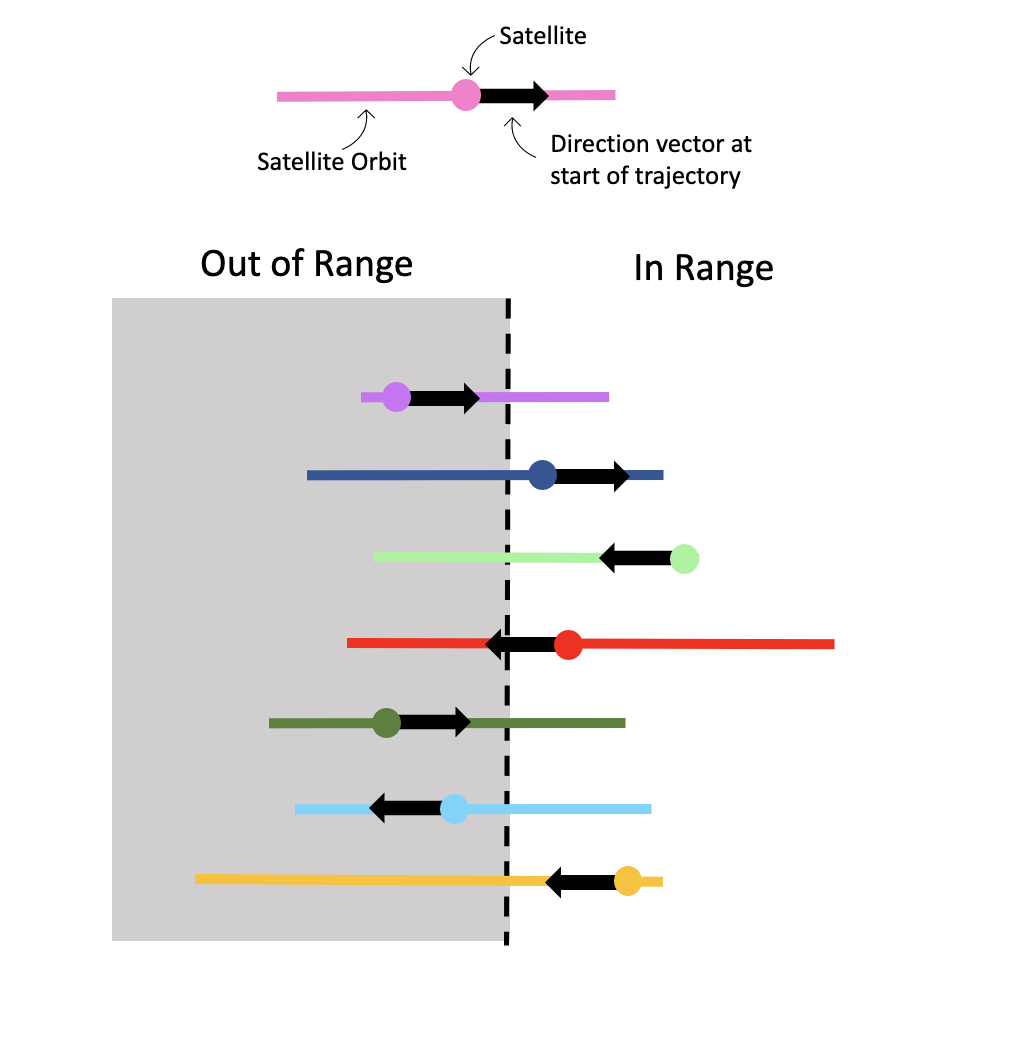 Satellite
Satellite Orbit
Direction vector at
start of trajectory
Out of Range
In Range